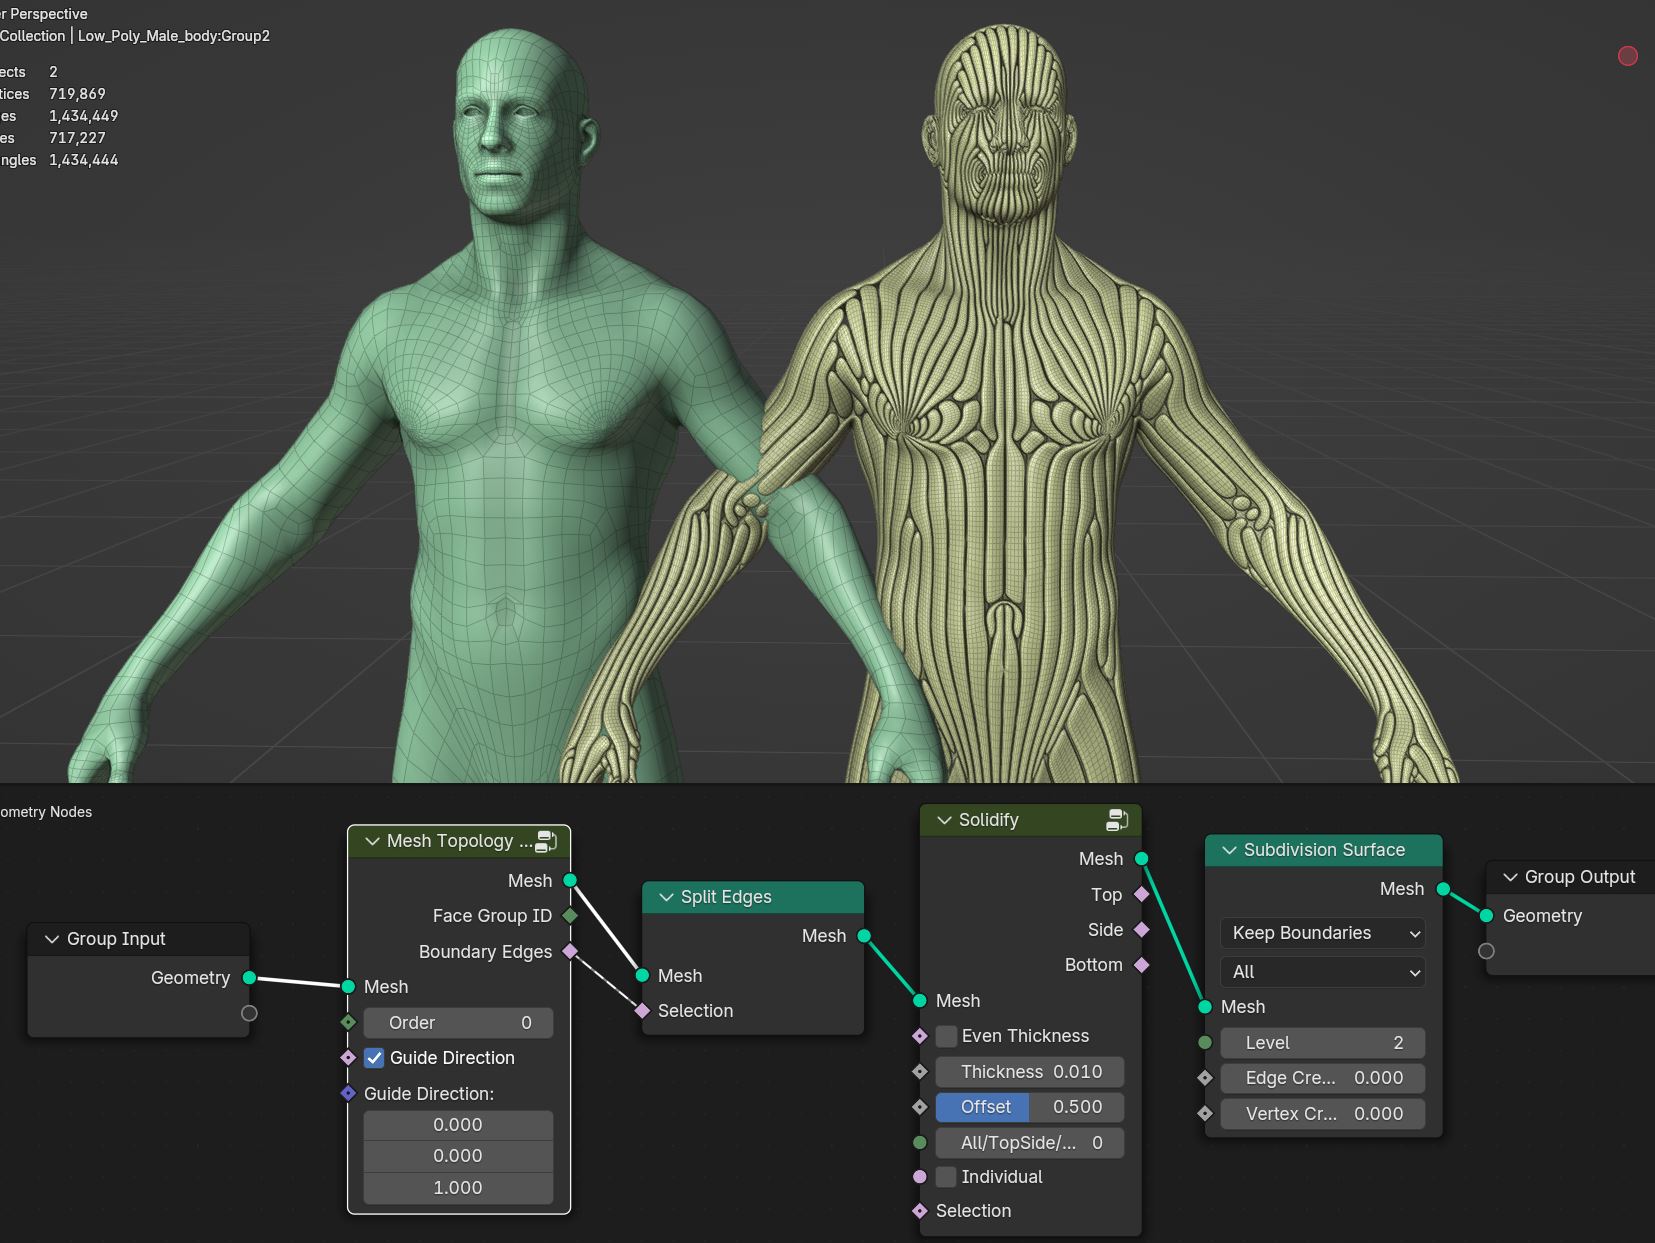 er Perspective
Collection | Low_Poly_Male_body:Group2
ects 2
tices 719,869
es 1,434,449
es 717,227
ngles 1,434,444
ometry Nodes
Group Input
Geometry
Mesh Topology ...
Mesh
Face Group ID
Boundary Edges
Mesh
Order 0
Guide Direction
Guide Direction:
0.000
0.000
1.000
Split Edges
Mesh
Mesh
Selection
Solidify
Mesh
Top
Side
Bottom
Mesh
Even Thickness
Thickness 0.010
Offset 0.500
All/TopSide/... 0
Individual
Selection
Subdivision Surface
Mesh
Keep Boundaries
All
Mesh
Level 2
Edge Cre... 0.000
Vertex Cr... 0.000
Group Output
Geometry